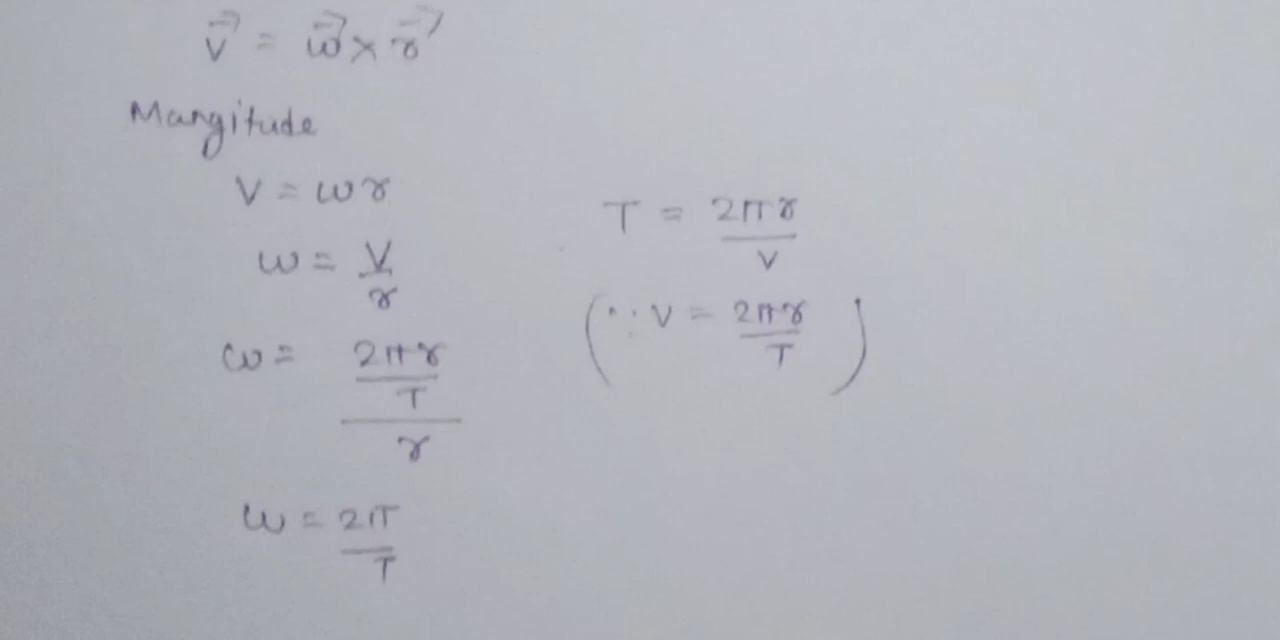 v⃗ = ω⃗ × r⃗
Mangitude
V = ωr
ω = V/r
T = 2πr/v
(∵ v = 2πr/T)
ω = (2πr/T)/r
ω = 2π/T